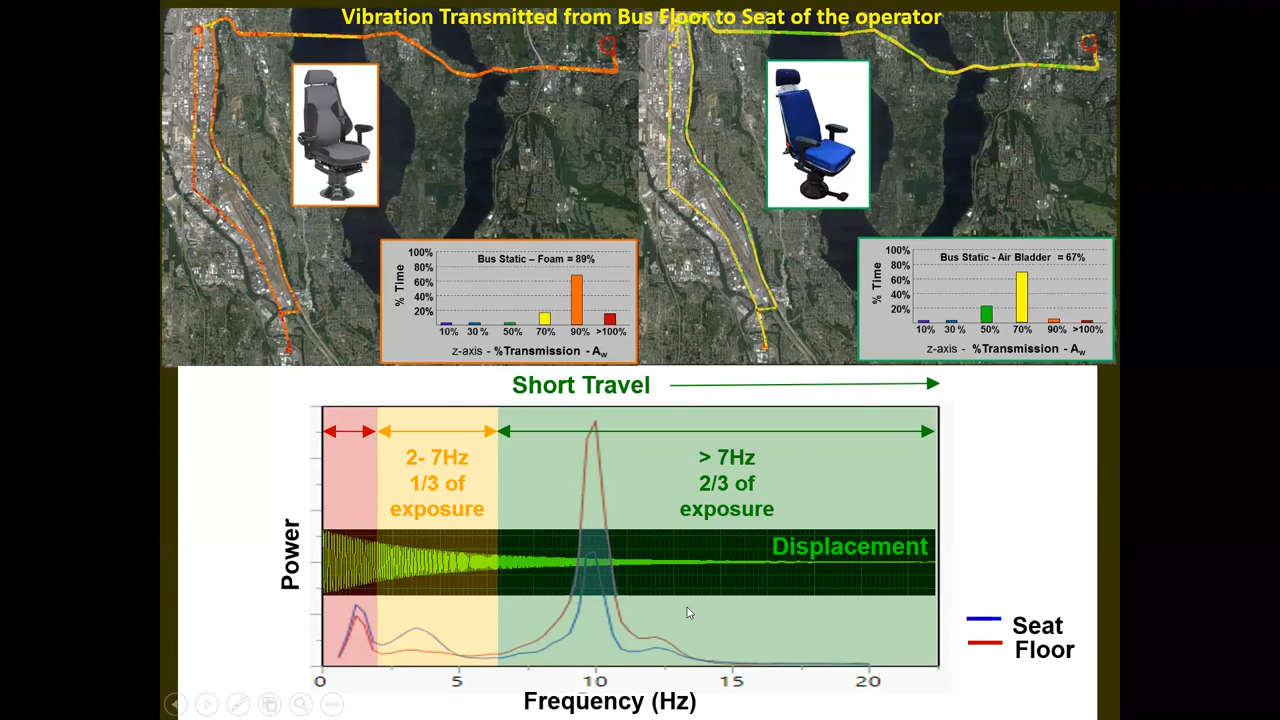 Vibration Transmitted from Bus Floor to Seat of the operator
Bus Static – Foam = 89%
% Time
100%
80%
60%
40%
20%
10%
30 %
50%
70%
90%
>100%
z-axis - %Transmission - Aw
Bus Static - Air Bladder = 67%
% Time
100%
80%
60%
40%
20%
10%
30 %
50%
70%
90%
>100%
z-axis - %Transmission - Aw
Short Travel
2- 7Hz
1/3 of
exposure
> 7Hz
2/3 of
exposure
Displacement
Power
Seat
Floor
0
5
10
15
20
Frequency (Hz)